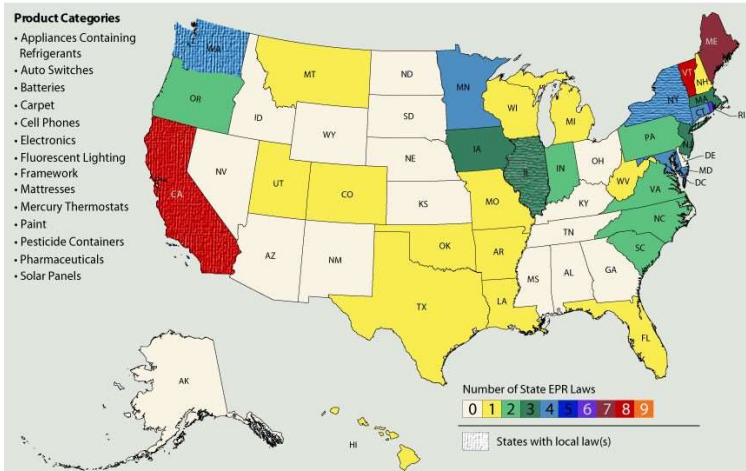 Product Categories
• Appliances Containing
Refrigerants
• Auto Switches
• Batteries
• Carpet
• Cell Phones
• Electronics
• Fluorescent Lighting
• Framework
• Mattresses
• Mercury Thermostats
• Paint
• Pesticide Containers
• Pharmaceuticals
• Solar Panels
WA
OR
CA
MT
ID
NV
WY
UT
AZ
CO
NM
ND
SD
NE
KS
OK
TX
MN
IA
MO
AR
LA
WI
IL
MI
IN
OH
KY
TN
MS
AL
GA
FL
SC
NC
VA
WV
PA
NY
VT
NH
ME
MA
CT
RI
NJ
DE
MD
DC
AK
HI
Number of State EPR Laws
0 1 2 3 4 5 6 7 8 9
States with local law(s)